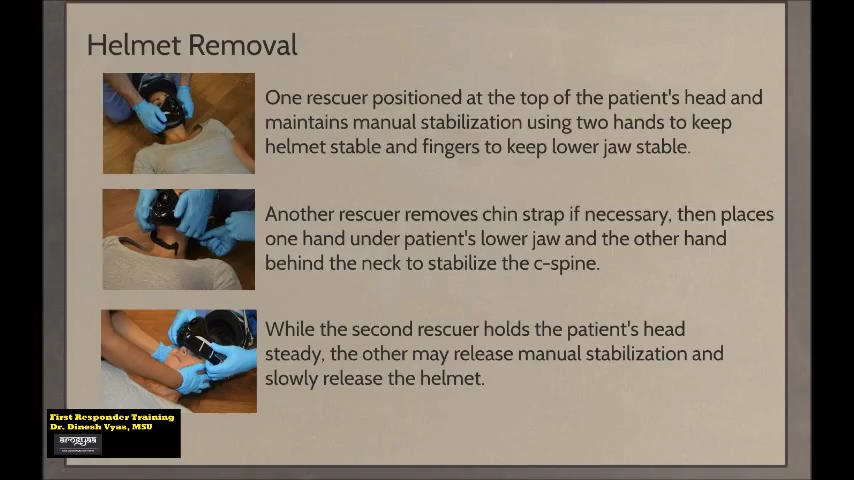 Helmet Removal
One rescuer positioned at the top of the patient's head and
maintains manual stabilization using two hands to keep
helmet stable and fingers to keep lower jaw stable.
Another rescuer removes chin strap if necessary, then places
one hand under patient's lower jaw and the other hand
behind the neck to stabilize the c-spine.
While the second rescuer holds the patient's head
steady, the other may release manual stabilization and
slowly release the helmet.
First Responder Training
Dr. Dinesh Vyas, MSU
arogyaa